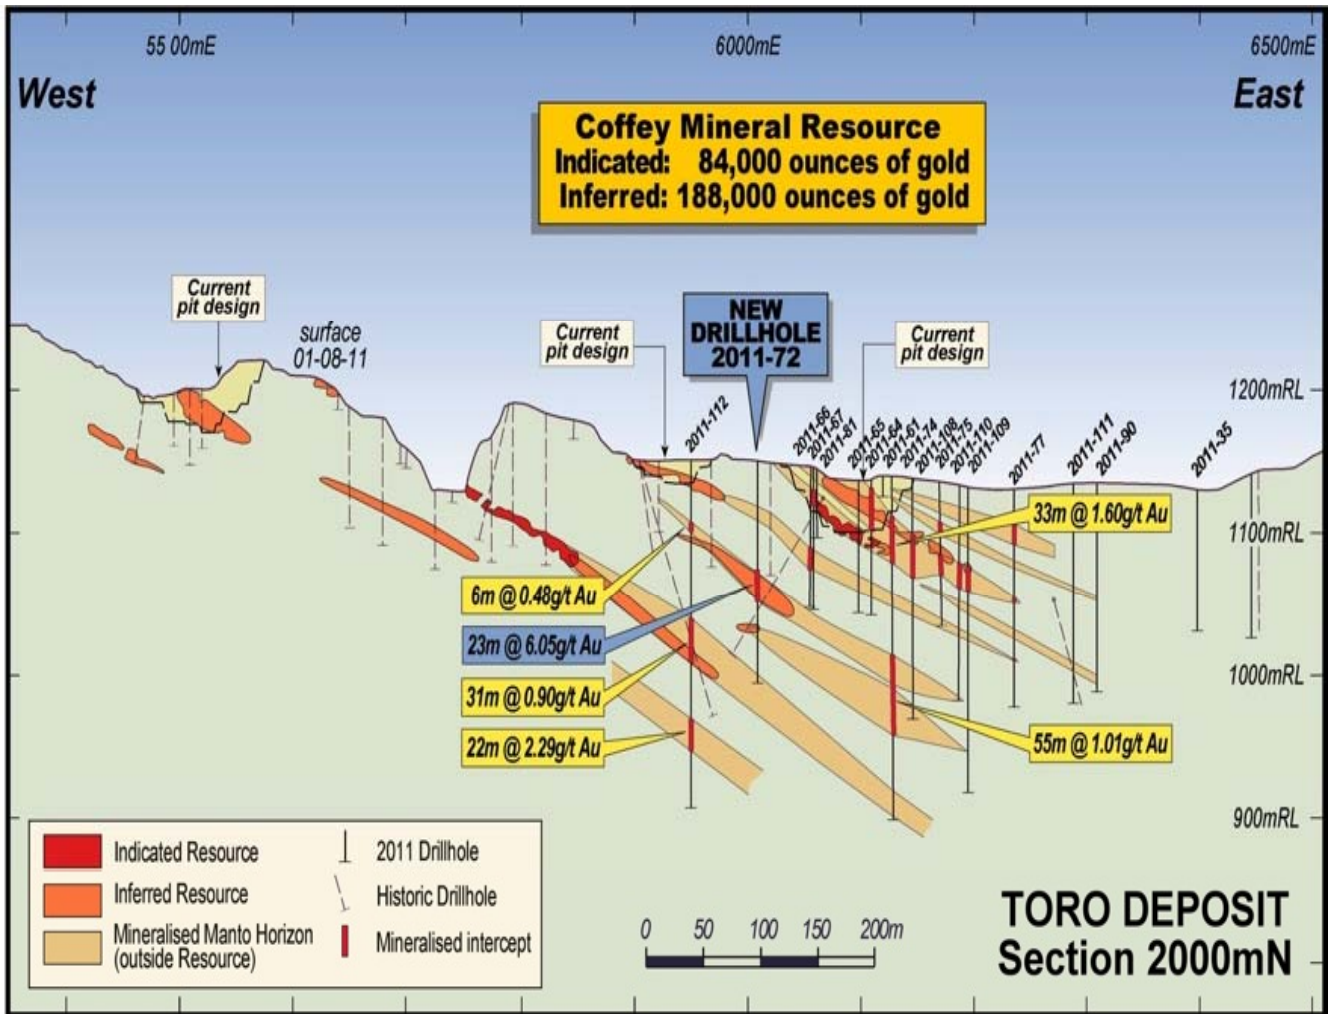 55 00mE
6000mE
6500mE
West
East
Coffey Mineral Resource
Indicated: 84,000 ounces of gold
Inferred: 188,000 ounces of gold
Current
pit design
surface
01-08-11
Current
pit design
NEW
DRILLHOLE
2011-72
Current
pit design
1200mRL
2011-112
2011-66
2011-67
2011-81
2011-65
2011-64
2011-61
2011-74
2011-108
2011-75
2011-110
2011-109
2011-77
2011-111
2011-90
2011-35
33m @ 1.60g/t Au
1100mRL
6m @ 0.48g/t Au
23m @ 6.05g/t Au
31m @ 0.90g/t Au
22m @ 2.29g/t Au
1000mRL
55m @ 1.01g/t Au
900mRL
Indicated Resource
Inferred Resource
Mineralised Manto Horizon
(outside Resource)
2011 Drillhole
Historic Drillhole
Mineralised intercept
0 50 100 150 200m
TORO DEPOSIT
Section 2000mN